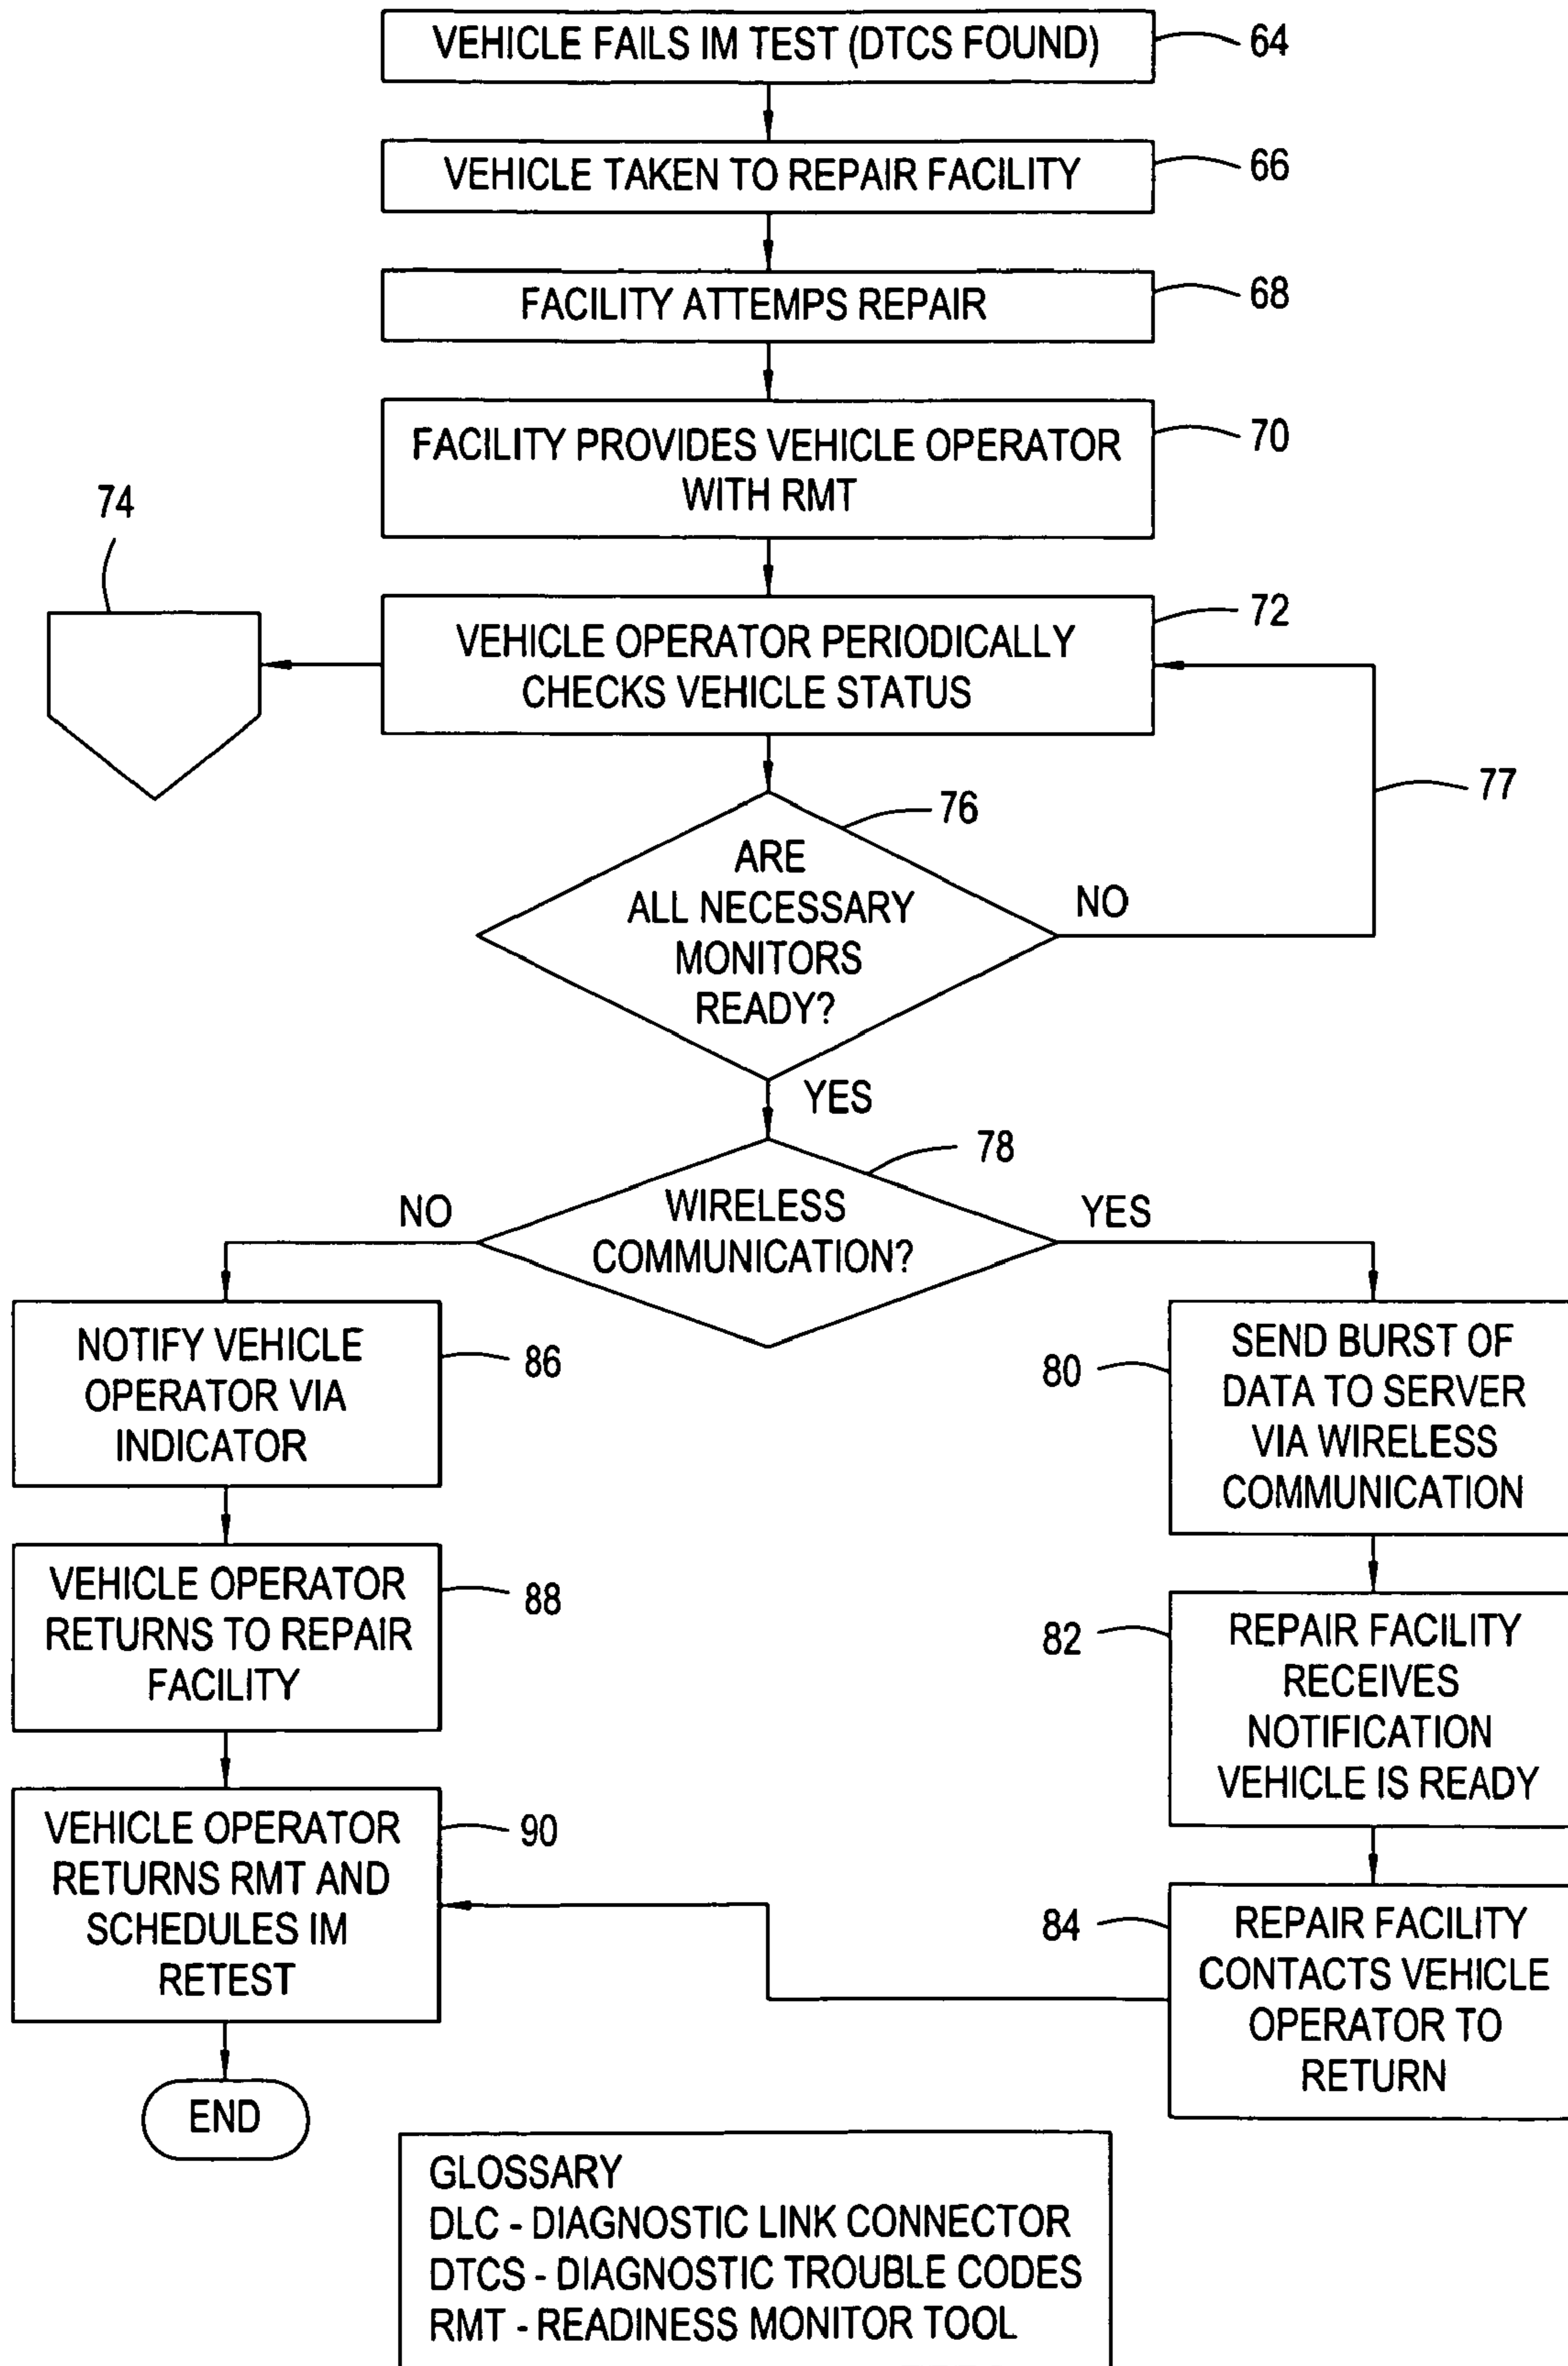 VEHICLE FAILS IM TEST (DTCS FOUND)
64
VEHICLE TAKEN TO REPAIR FACILITY
66
FACILITY ATTEMPS REPAIR
68
FACILITY PROVIDES VEHICLE OPERATOR
WITH RMT
70
74
VEHICLE OPERATOR PERIODICALLY
CHECKS VEHICLE STATUS
72
77
76
ARE
ALL NECESSARY
MONITORS
READY?
NO
YES
78
WIRELESS
COMMUNICATION?
NO
YES
NOTIFY VEHICLE
OPERATOR VIA
INDICATOR
86
VEHICLE OPERATOR
RETURNS TO REPAIR
FACILITY
88
80
SEND BURST OF
DATA TO SERVER
VIA WIRELESS
COMMUNICATION
82
REPAIR FACILITY
RECEIVES
NOTIFICATION
VEHICLE IS READY
84
REPAIR FACILITY
CONTACTS VEHICLE
OPERATOR TO
RETURN
VEHICLE OPERATOR
RETURNS RMT AND
SCHEDULES IM
RETEST
90
END
GLOSSARY
DLC - DIAGNOSTIC LINK CONNECTOR
DTCS - DIAGNOSTIC TROUBLE CODES
RMT - READINESS MONITOR TOOL